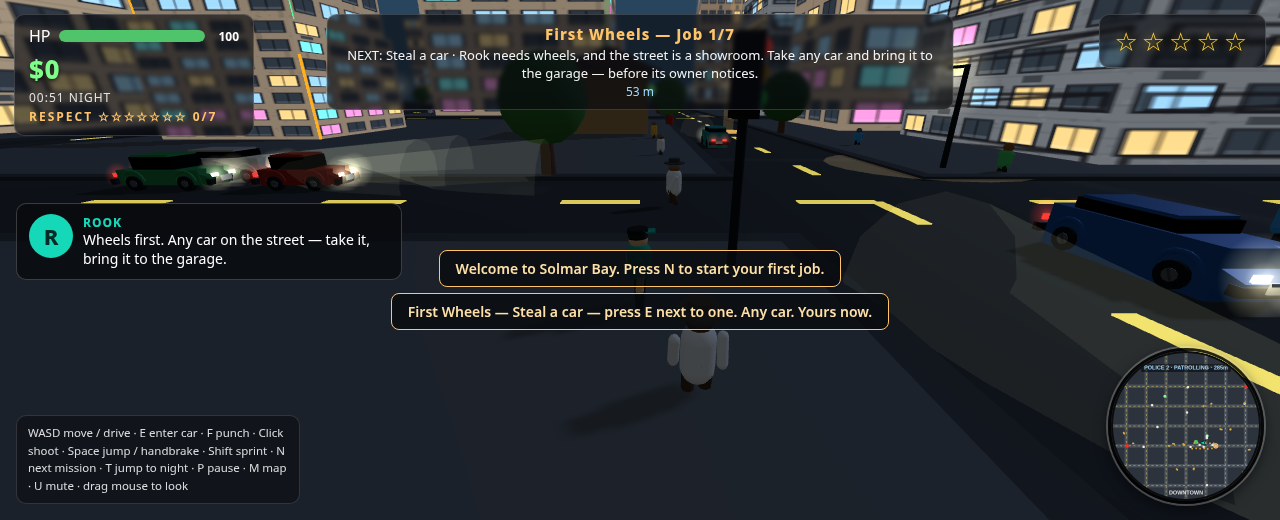 HP 100
$0
00:51 NIGHT
RESPECT ☆☆☆☆☆☆☆ 0/7
First Wheels — Job 1/7
NEXT: Steal a car · Rook needs wheels, and the street is a showroom. Take any car and bring it to
the garage — before its owner notices.
53 m
☆ ☆ ☆ ☆ ☆
R
ROOK
Wheels first. Any car on the street — take it,
bring it to the garage.
Welcome to Solmar Bay. Press N to start your first job.
First Wheels — Steal a car — press E next to one. Any car. Yours now.
WASD move / drive · E enter car · F punch · Click
shoot · Space jump / handbrake · Shift sprint · N
next mission · T jump to night · P pause · M map
· U mute · drag mouse to look
POLICE 2 · PATROLLING · 285m
DOWNTOWN